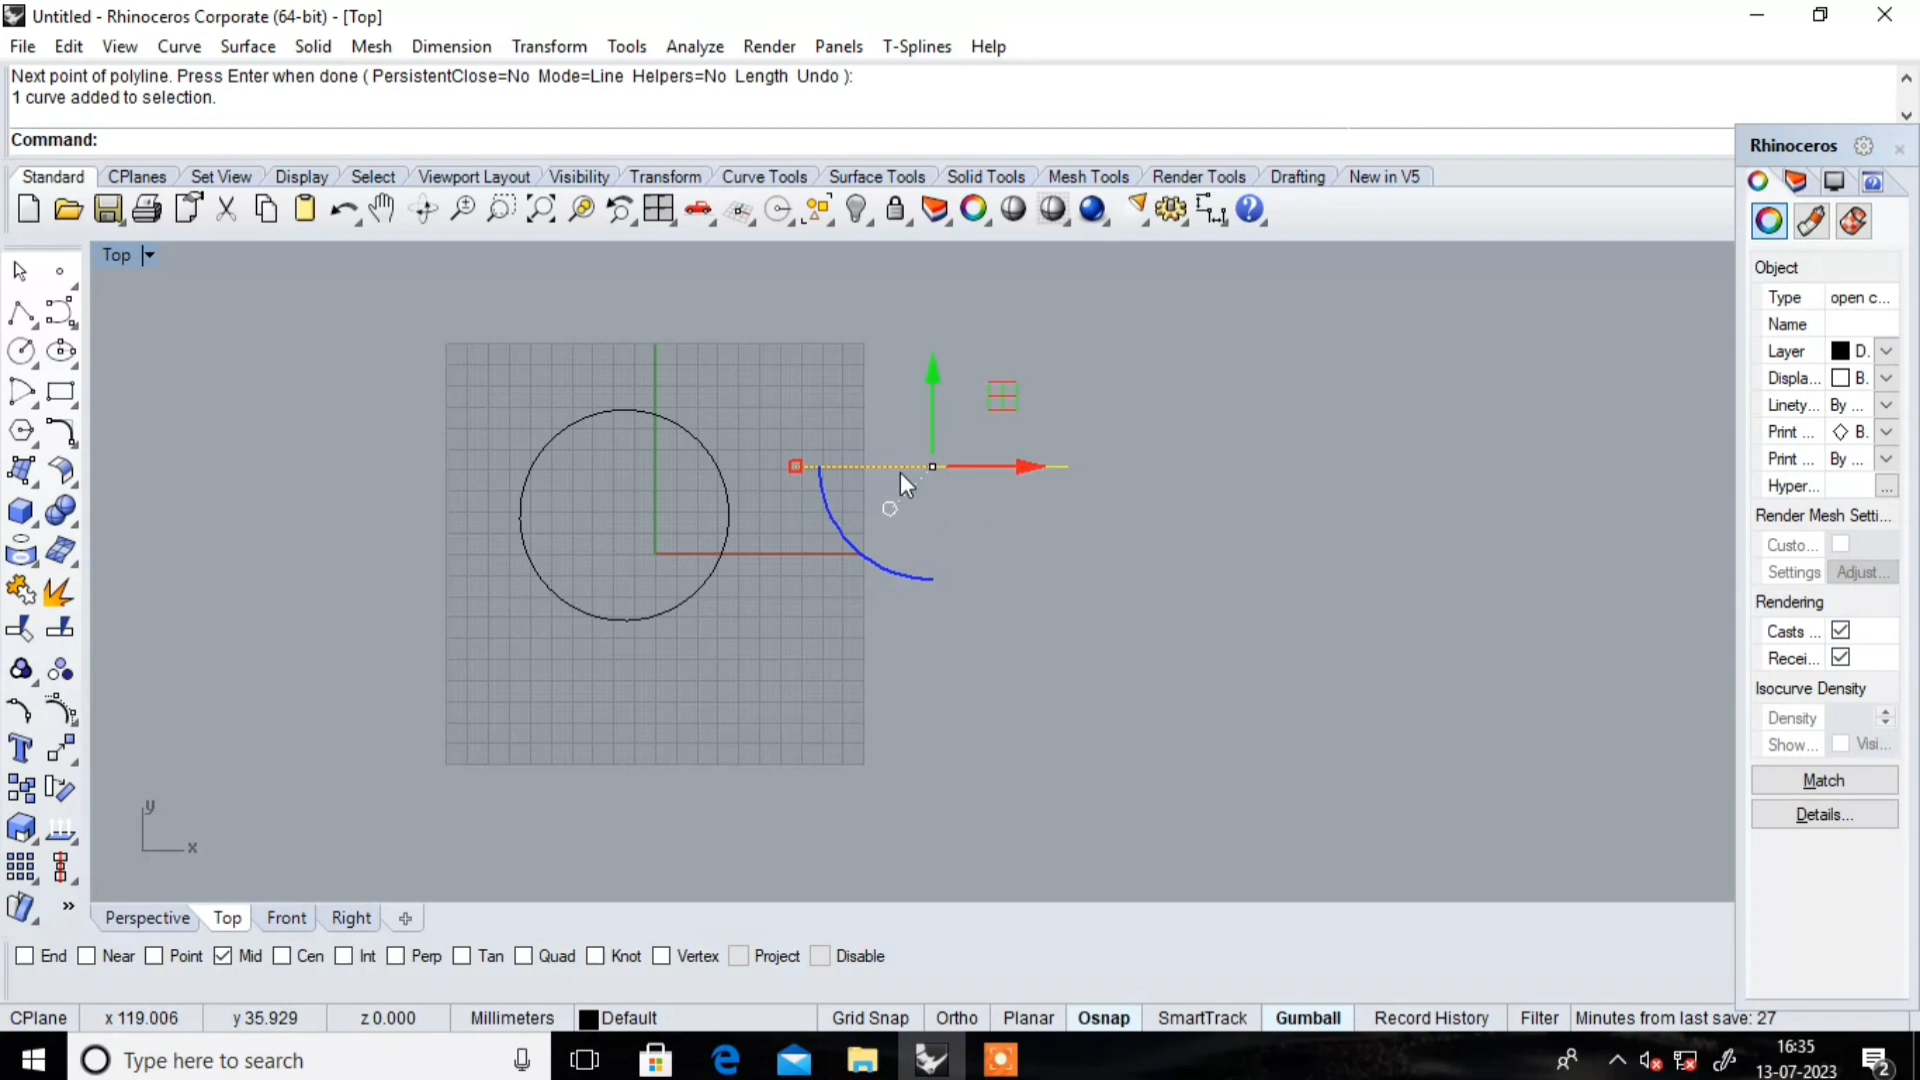 Untitled - Rhinoceros Corporate (64-bit) - [Top]
File Edit View Curve Surface Solid Mesh Dimension Transform Tools Analyze Render Panels T-Splines Help
Next point of polyline. Press Enter when done ( PersistentClose=No Mode=Line Helpers=No Length Undo ):
1 curve added to selection.
Command:
Rhinoceros
Standard CPlanes Set View Display Select Viewport Layout Visibility Transform Curve Tools Surface Tools Solid Tools Mesh Tools Render Tools Drafting New in V5
Top
Object
Type open c...
Name
Layer D.
Displa... B.
Linety... By ...
Print ... B.
Print ... By ...
Hyper... ...
Render Mesh Setti...
Custo...
Settings Adjust...
Rendering
Casts ...
Recei...
Isocurve Density
Density
Show... Visi...
Match
Details...
y
x
Perspective Top Front Right
End Near Point Mid Cen Int Perp Tan Quad Knot Vertex Project Disable
CPlane x 119.006 y 35.929 z 0.000 Millimeters Default Grid Snap Ortho Planar Osnap SmartTrack Gumball Record History Filter Minutes from last save: 27
Type here to search
16:35
13-07-2023
2